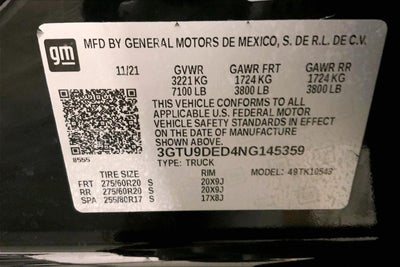 gm
MFD BY GENERAL MOTORS DE MEXICO, S. DE R.L. DE C.V.
11/21 GVWR GAWR FRT GAWR RR
3221 KG 1724 KG 1724 KG
7100 LB 3800 LB 3800 LB
THIS VEHICLE CONFORMS TO ALL
APPLICABLE U.S. FEDERAL MOTOR
VEHICLE SAFETY STANDARDS IN EFFECT
ON THE DATE OF MANUFACTURE
SHOWN ABOVE.
8555 3GTU9DED4NG145359
TYPE: TRUCK
TIRE SIZE RIM MODEL: 49TK10543
FRT 275/60R20 S 20X9J
RR 275/60R20 S 20X9J
SPA 255/80R17 S 17X8J